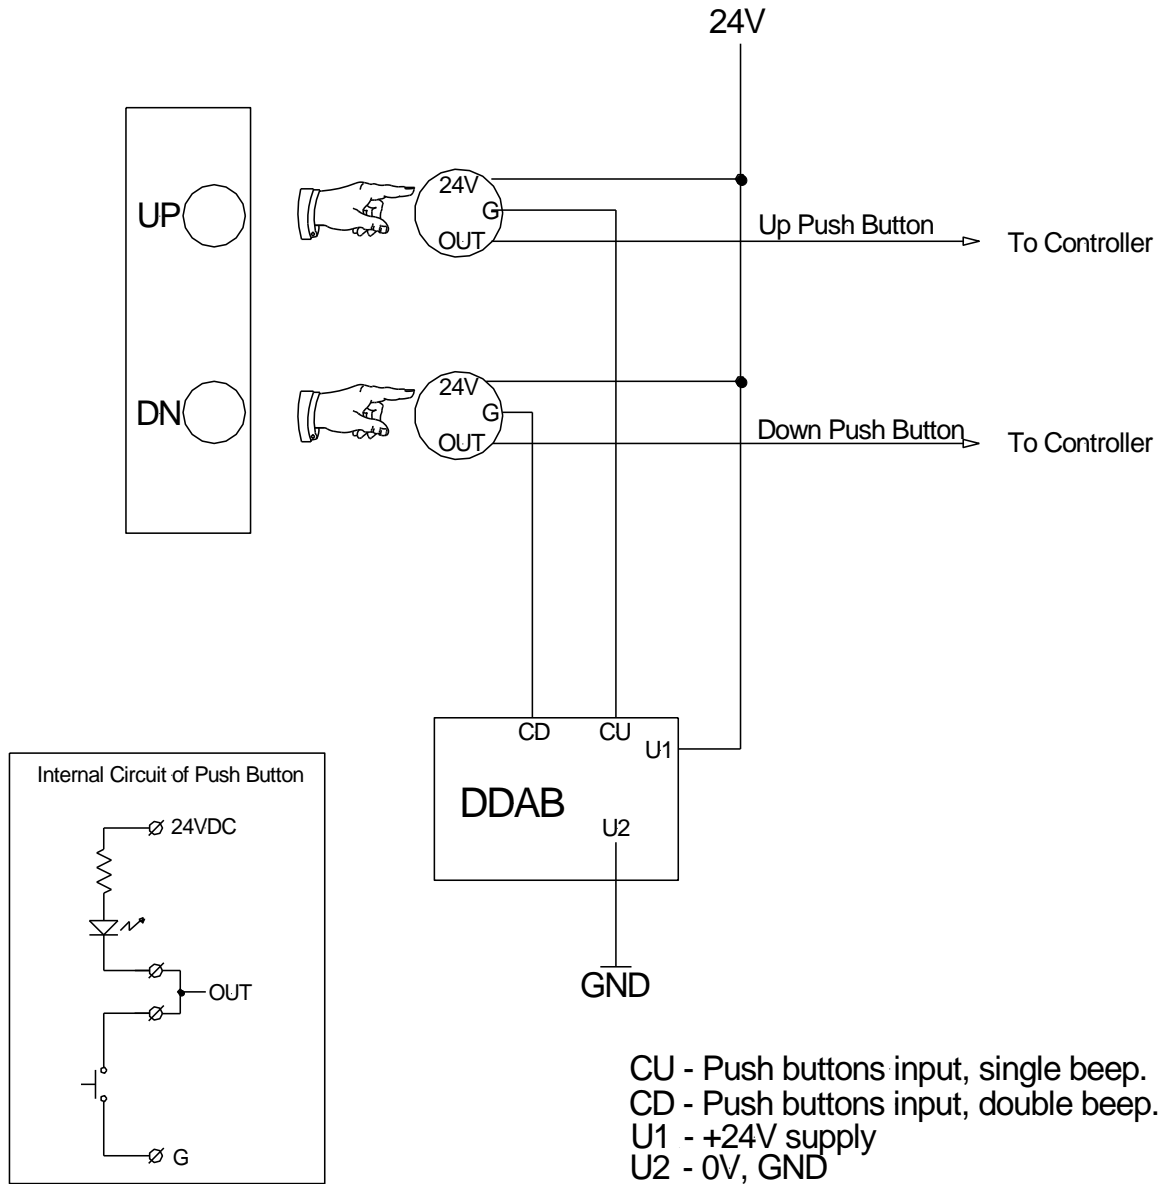 24V
UP
24V
G
OUT
Up Push Button
To Controller
DN
24V
G
OUT
Down Push Button
To Controller
CD
CU
U1
DDAB
U2
GND
Internal Circuit of Push Button
24VDC
OUT
G
CU - Push buttons input, single beep.
CD - Push buttons input, double beep.
U1 - +24V supply
U2 - 0V, GND